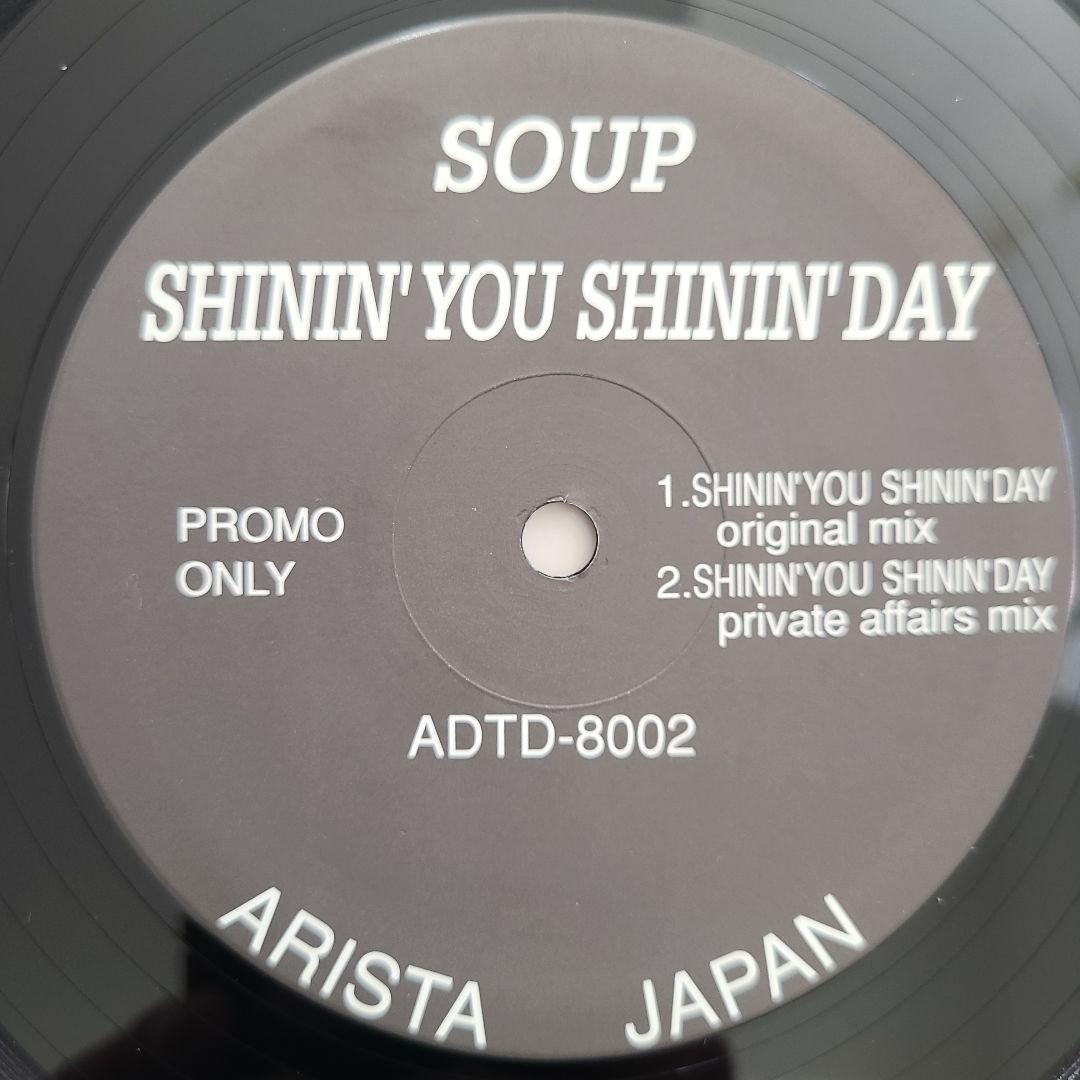 SOUP
SHININ' YOU SHININ' DAY
PROMO
ONLY
1.SHININ'YOU SHININ'DAY
original mix
2.SHININ'YOU SHININ'DAY
private affairs mix
ADTD-8002
ARISTA JAPAN